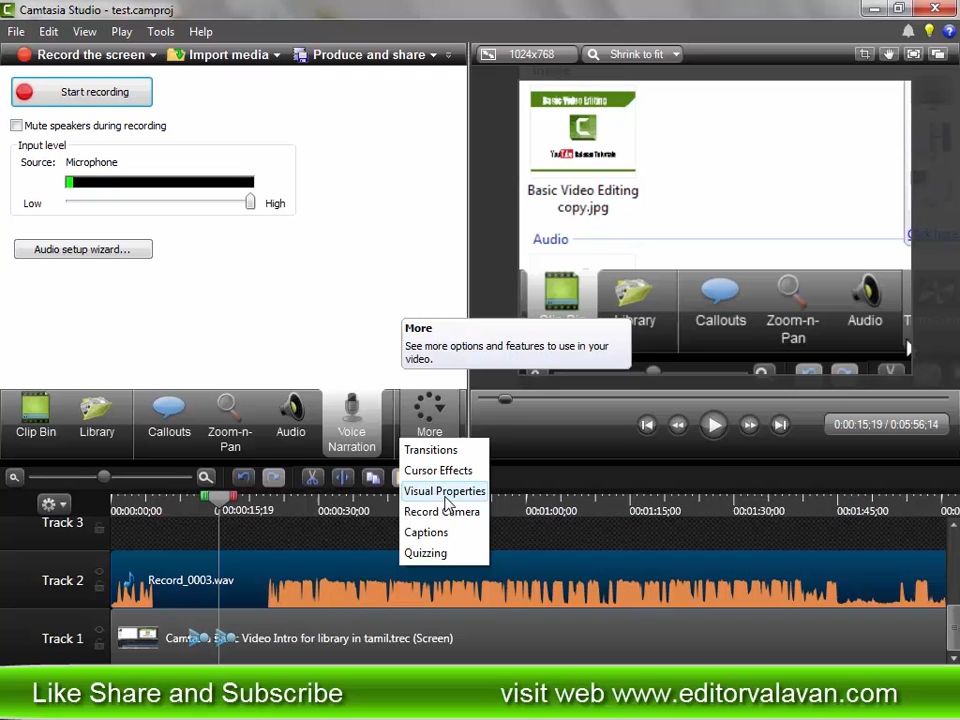 Camtasia Studio - test.camproj
File Edit View Play Tools Help
Record the screen Import media Produce and share
1024x768 Shrink to fit
Start recording
Mute speakers during recording
Input level
Source: Microphone
Low High
Audio setup wizard...
Basic Video Editing
YouTube
Basic Video Editing
copy.jpg
Audio
Library Callouts Zoom-n-
Pan Audio
More
See more options and features to use in your
video.
Clip Bin Library Callouts Zoom-n-
Pan Audio Voice
Narration More
0:00:15;19 / 0:05:56;14
Transitions
Cursor Effects
Visual Properties
Record Camera
Captions
Quizzing
00:00:00;00 00:00:15;19 00:00:30;00 00:01:00;00 00:01:15;00 00:01:30;00 00:01:45;00
Track 3
Track 2 Record_0003.wav
Track 1 Video Intro for library in tamil.trec (Screen)
Like Share and Subscribe visit web www.editorvalavan.com